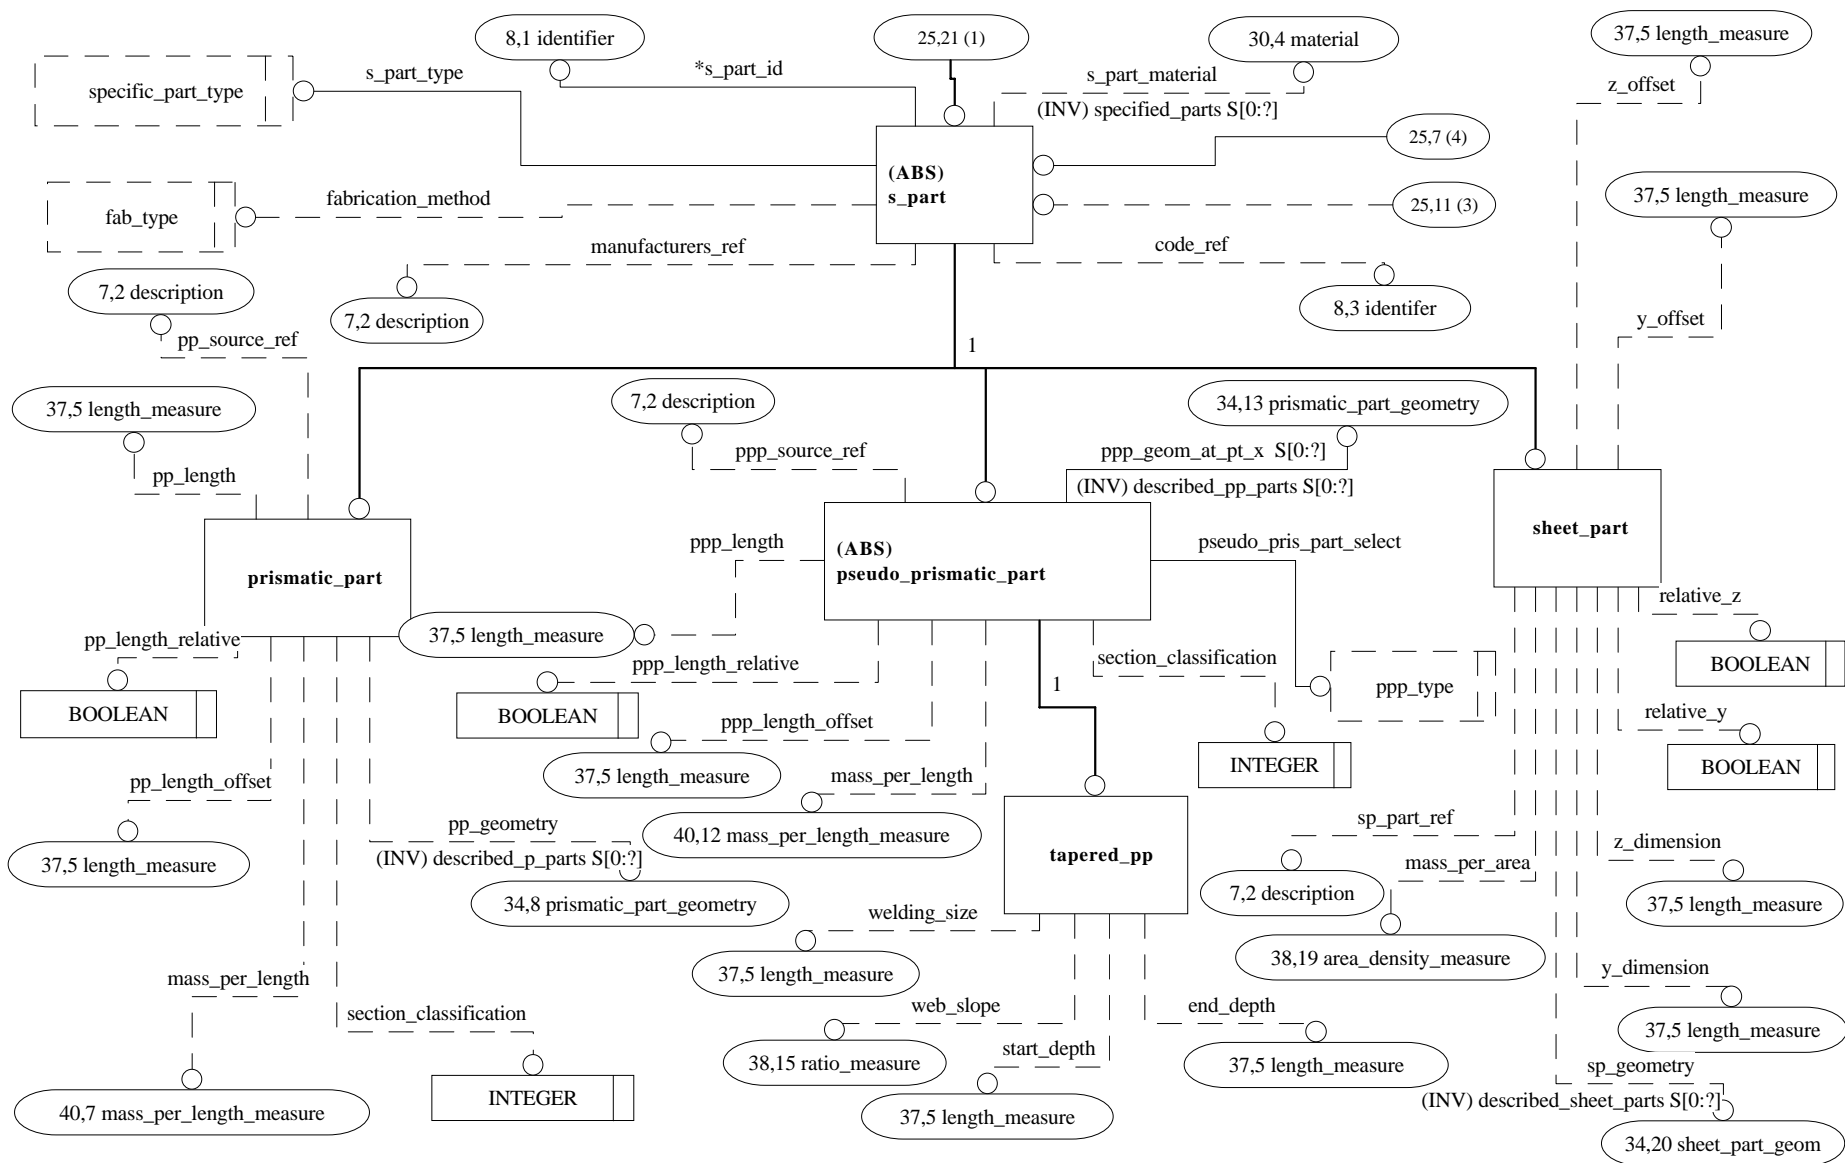 8,1 identifier
25,21 (1)
30,4 material
37,5 length_measure
specific_part_type
s_part_type
*s_part_id
s_part_material
(INV) specified_parts S[0:?]
z_offset
25,7 (4)
(ABS)
s_part
fab_type
fabrication_method
25,11 (3)
37,5 length_measure
manufacturers_ref
code_ref
7,2 description
7,2 description
8,3 identifer
y_offset
pp_source_ref
1
37,5 length_measure
7,2 description
34,13 prismatic_part_geometry
pp_length
ppp_source_ref
ppp_geom_at_pt_x S[0:?]
(INV) described_pp_parts S[0:?]
sheet_part
ppp_length
(ABS)
pseudo_prismatic_part
pseudo_pris_part_select
prismatic_part
relative_z
pp_length_relative
37,5 length_measure
ppp_length_relative
section_classification
BOOLEAN
1
ppp_type
BOOLEAN
BOOLEAN
relative_y
ppp_length_offset
INTEGER
BOOLEAN
pp_length_offset
37,5 length_measure
mass_per_length
pp_geometry
(INV) described_p_parts S[0:?]
40,12 mass_per_length_measure
tapered_pp
sp_part_ref
mass_per_area
z_dimension
37,5 length_measure
34,8 prismatic_part_geometry
7,2 description
37,5 length_measure
welding_size
37,5 length_measure
38,19 area_density_measure
mass_per_length
y_dimension
section_classification
web_slope
end_depth
37,5 length_measure
38,15 ratio_measure
start_depth
37,5 length_measure
sp_geometry
(INV) described_sheet_parts S[0:?]
40,7 mass_per_length_measure
INTEGER
37,5 length_measure
34,20 sheet_part_geom